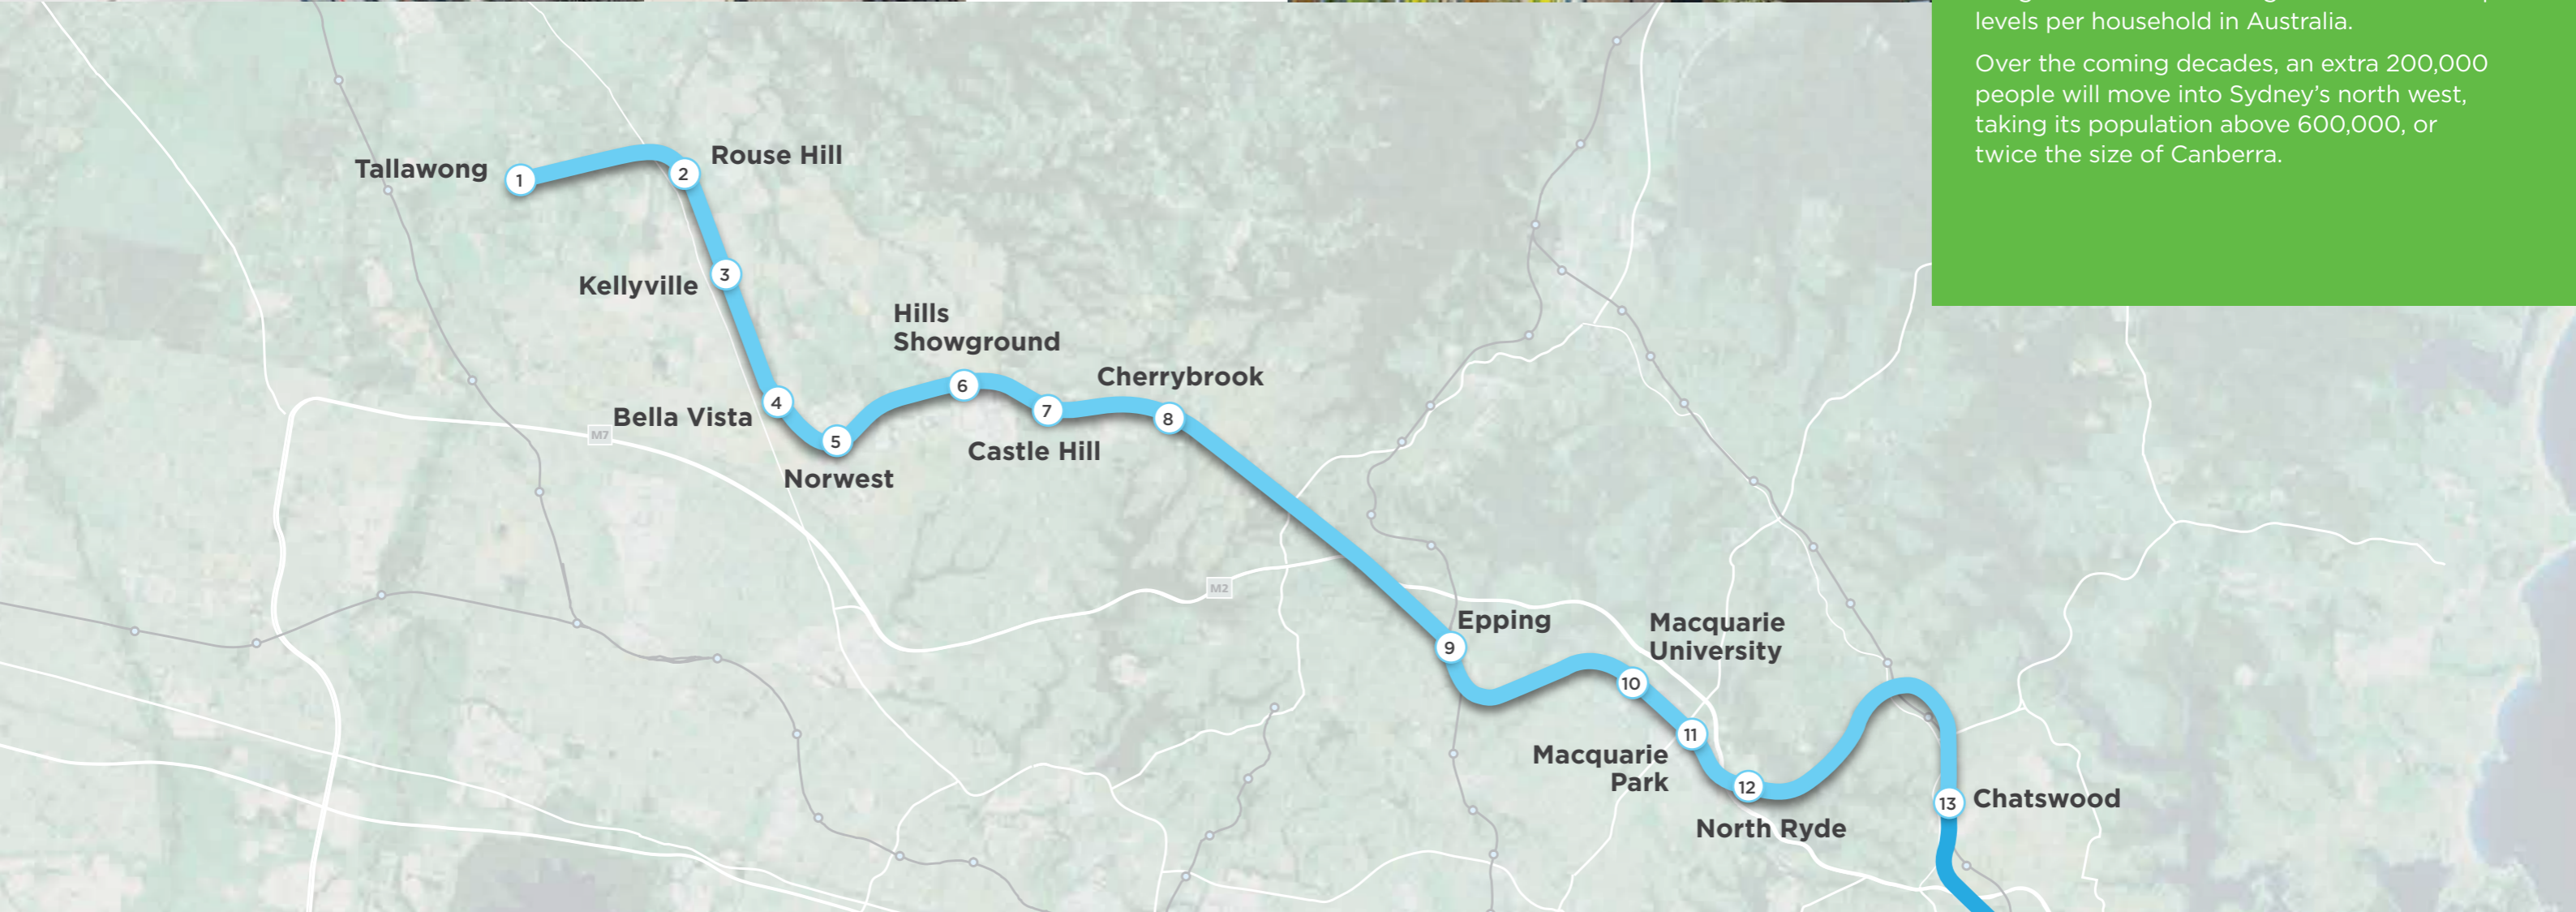 levels per household in Australia.
Over the coming decades, an extra 200,000
people will move into Sydney's north west,
taking its population above 600,000, or
twice the size of Canberra.
Tallawong
1
2
Rouse Hill
Kellyville
3
Hills
Showground
Bella Vista
4
M7
5
Norwest
6
7
Castle Hill
Cherrybrook
8
M2
Epping
9
Macquarie
University
10
11
Macquarie
Park
12
North Ryde
13
Chatswood